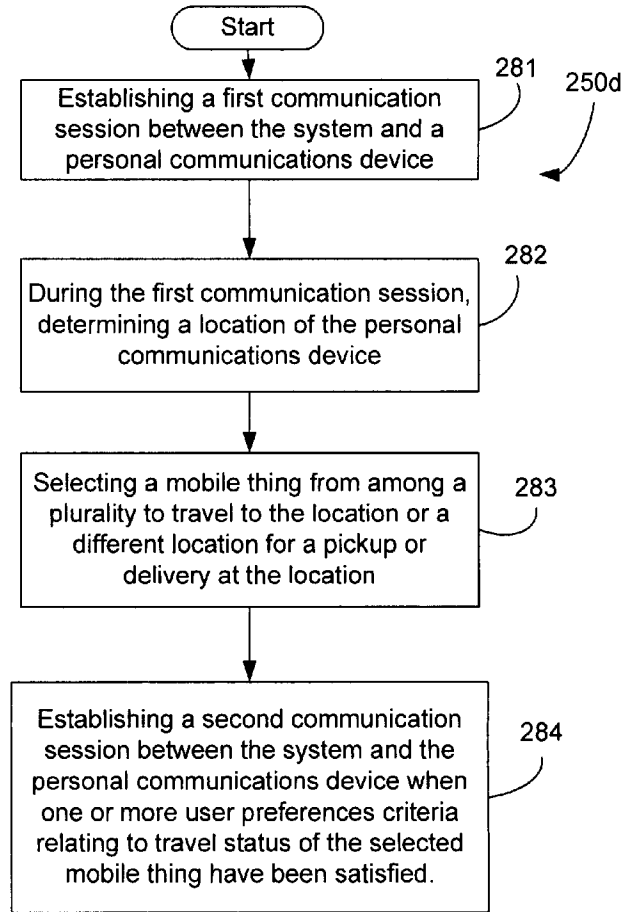 Start
281
250d
Establishing a first communication
session between the system and a
personal communications device
282
During the first communication session,
determining a location of the personal
communications device
283
Selecting a mobile thing from among a
plurality to travel to the location or a
different location for a pickup or
delivery at the location
284
Establishing a second communication
session between the system and the
personal communications device when
one or more user preferences criteria
relating to travel status of the selected
mobile thing have been satisfied.